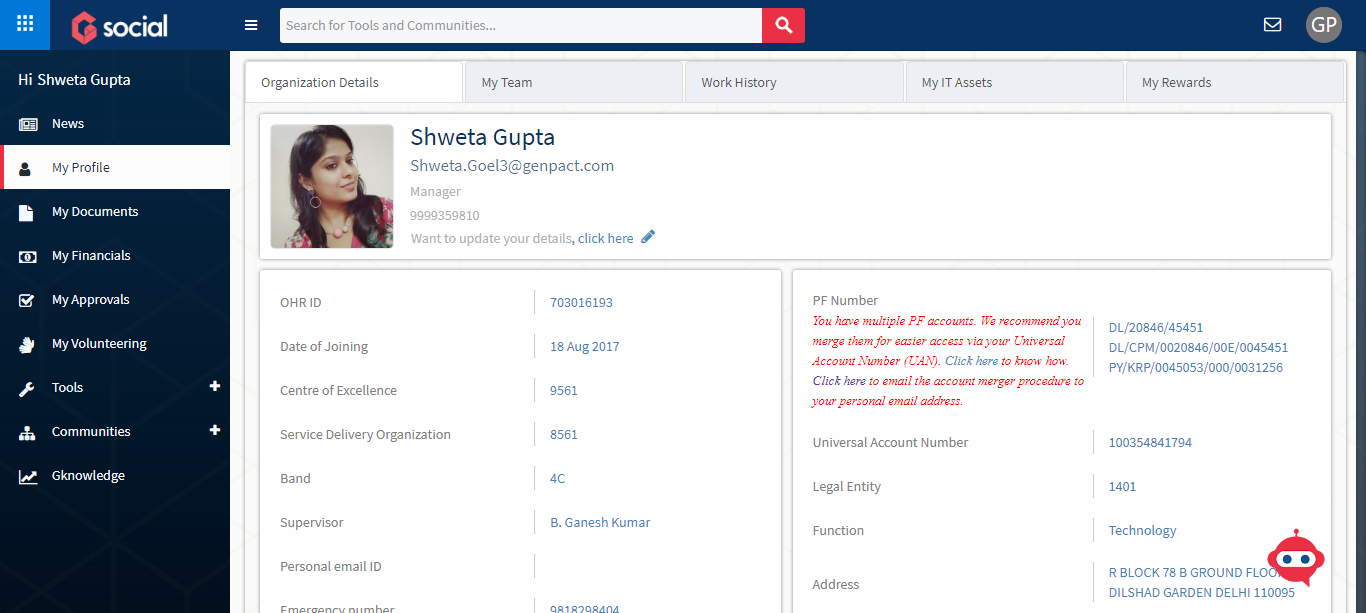 social
Search for Tools and Communities...
GP
Hi Shweta Gupta
News
My Profile
My Documents
My Financials
My Approvals
My Volunteering
Tools
Communities
Gknowledge
Organization Details
My Team
Work History
My IT Assets
My Rewards
Shweta Gupta
Shweta.Goel3@genpact.com
Manager
9999359810
Want to update your details, click here
OHR ID 703016193
Date of Joining 18 Aug 2017
Centre of Excellence 9561
Service Delivery Organization 8561
Band 4C
Supervisor B. Ganesh Kumar
Personal email ID
Emergency number 9818298404
PF Number
You have multiple PF accounts. We recommend you
merge them for easier access via your Universal
Account Number (UAN). Click here to know how.
Click here to email the account merger procedure to
your personal email address.
DL/20846/45451
DL/CPM/0020846/00E/0045451
PY/KRP/0045053/000/0031256
Universal Account Number 100354841794
Legal Entity 1401
Function Technology
Address
R BLOCK 78 B GROUND
DILSHAD GARDEN DELHI 110095